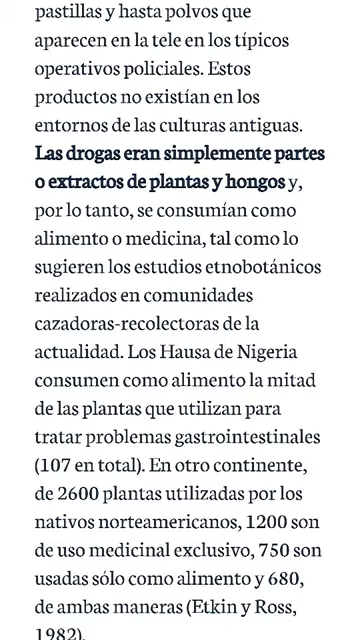 pastillas y hasta polvos que
aparecen en la tele en los típicos
operativos policiales. Estos
productos no existían en los
entornos de las culturas antiguas.
Las drogas eran simplemente partes
o extractos de plantas y hongos y,
por lo tanto, se consumían como
alimento o medicina, tal como lo
sugieren los estudios etnobotánicos
realizados en comunidades
cazadoras-recolectoras de la
actualidad. Los Hausa de Nigeria
consumen como alimento la mitad
de las plantas que utilizan para
tratar problemas gastrointestinales
(107 en total). En otro continente,
de 2600 plantas utilizadas por los
nativos norteamericanos, 1200 son
de uso medicinal exclusivo, 750 son
usadas sólo como alimento y 680,
de ambas maneras (Etkin y Ross,
1982).